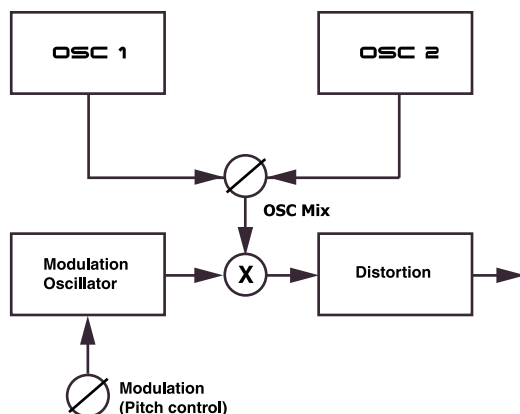 OSC 1
OSC 2
OSC Mix
Modulation
Oscillator
X
Distortion
Modulation
(Pitch control)